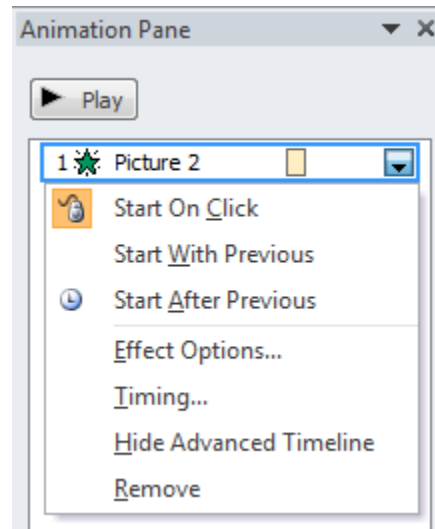 Animation Pane
Play
1 Picture 2
Start On Click
Start With Previous
Start After Previous
Effect Options...
Timing...
Hide Advanced Timeline
Remove